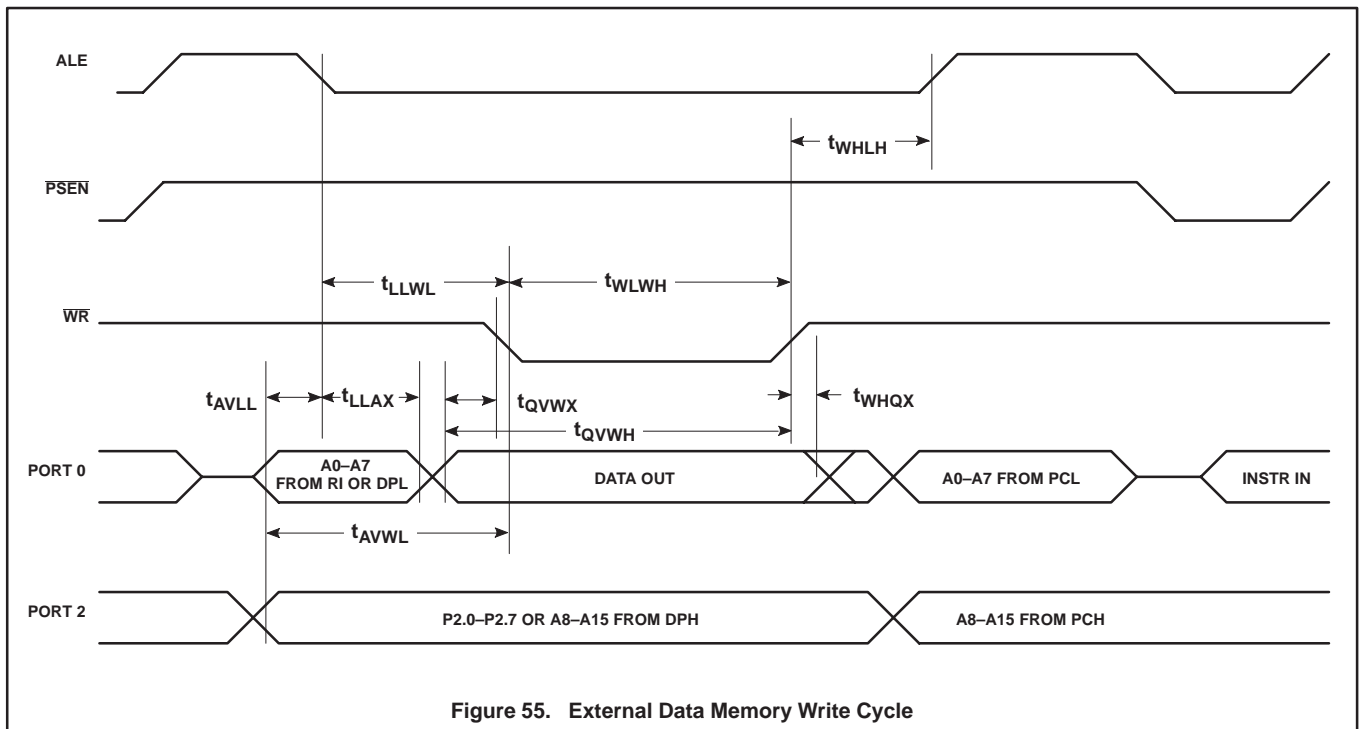 ALE
tWHLH
PSEN
tLLWL
tWLWH
WR
tAVLL
tLLAX
tQVWX
tWHQX
tQVWH
PORT 0
A0–A7
FROM RI OR DPL
DATA OUT
A0–A7 FROM PCL
INSTR IN
tAVWL
PORT 2
P2.0–P2.7 OR A8–A15 FROM DPH
A8–A15 FROM PCH
Figure 55. External Data Memory Write Cycle